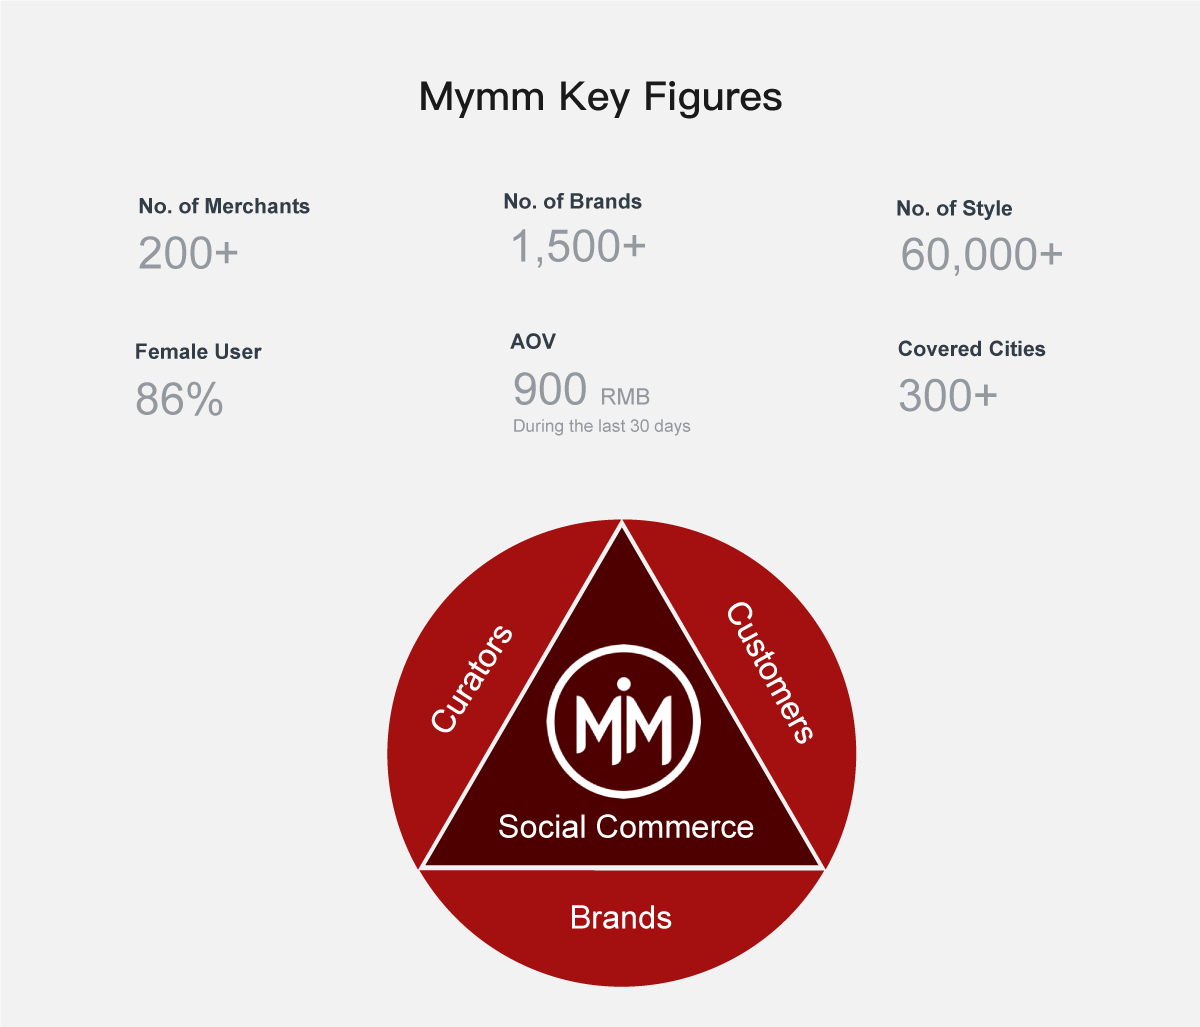 Mymm Key Figures
No. of Merchants
200+
No. of Brands
1,500+
No. of Style
60,000+
Female User
86%
AOV
900 RMB
During the last 30 days
Covered Cities
300+
Curators
Customers
MM
Social Commerce
Brands